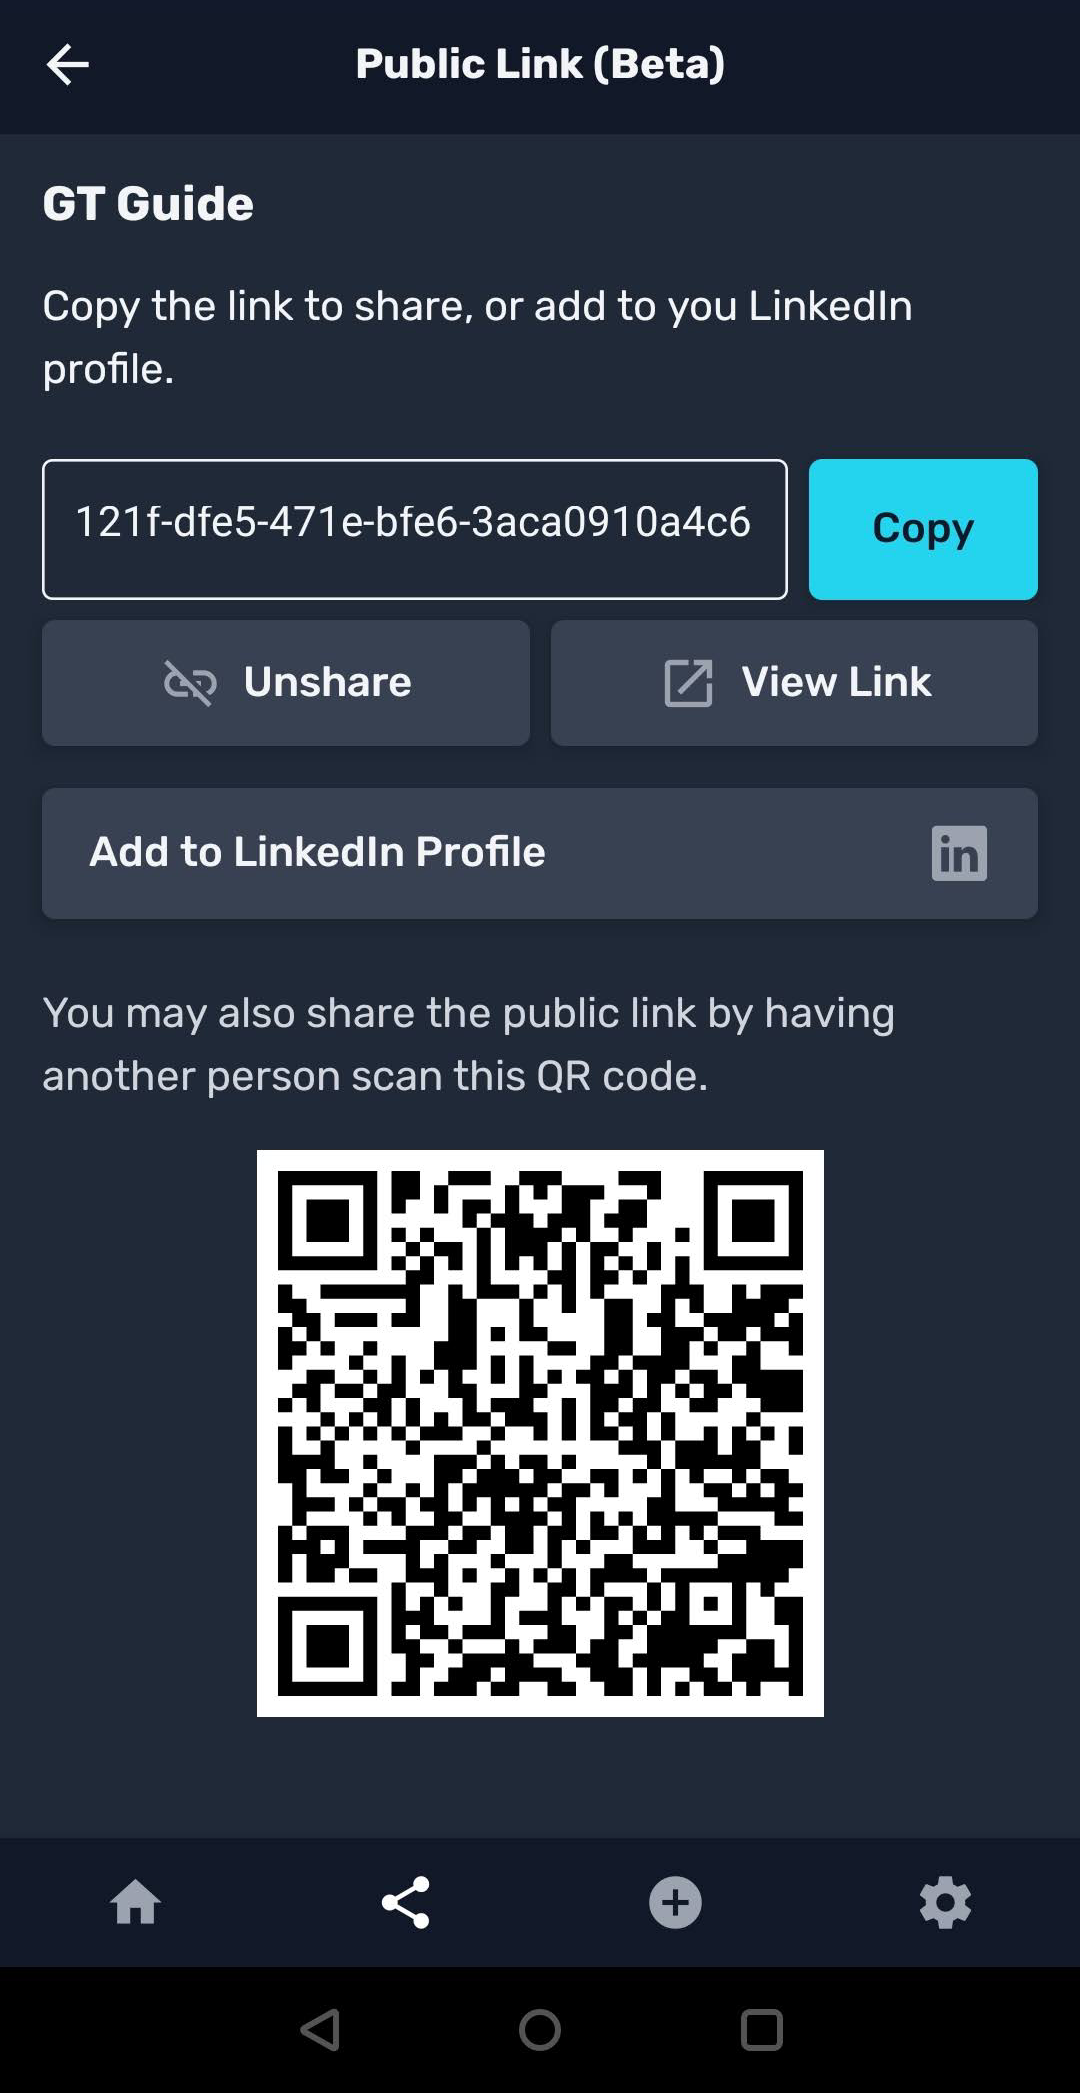 Public Link (Beta)
GT Guide
Copy the link to share, or add to you LinkedIn
profile.
121f-dfe5-471e-bfe6-3aca0910a4c6
Copy
Unshare
View Link
Add to LinkedIn Profile
in
You may also share the public link by having
another person scan this QR code.